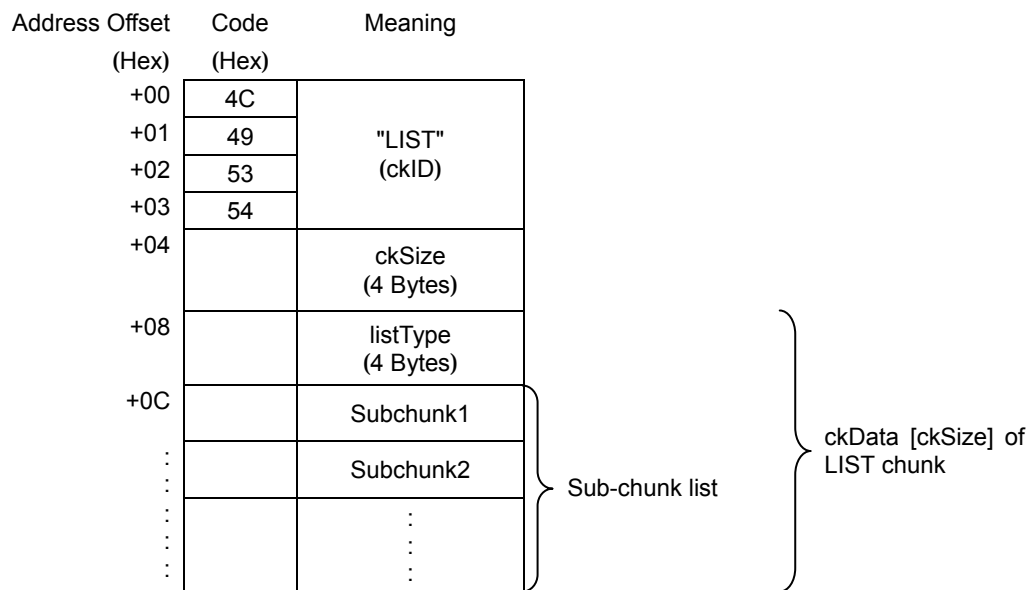 Address Offset Code Meaning
(Hex) (Hex)
+00 4C
+01 49 "LIST"
+02 53 (ckID)
+03 54
+04 ckSize
(4 Bytes)
+08 listType
(4 Bytes)
+0C Subchunk1
ckData [ckSize] of
LIST chunk
Subchunk2
Sub-chunk list